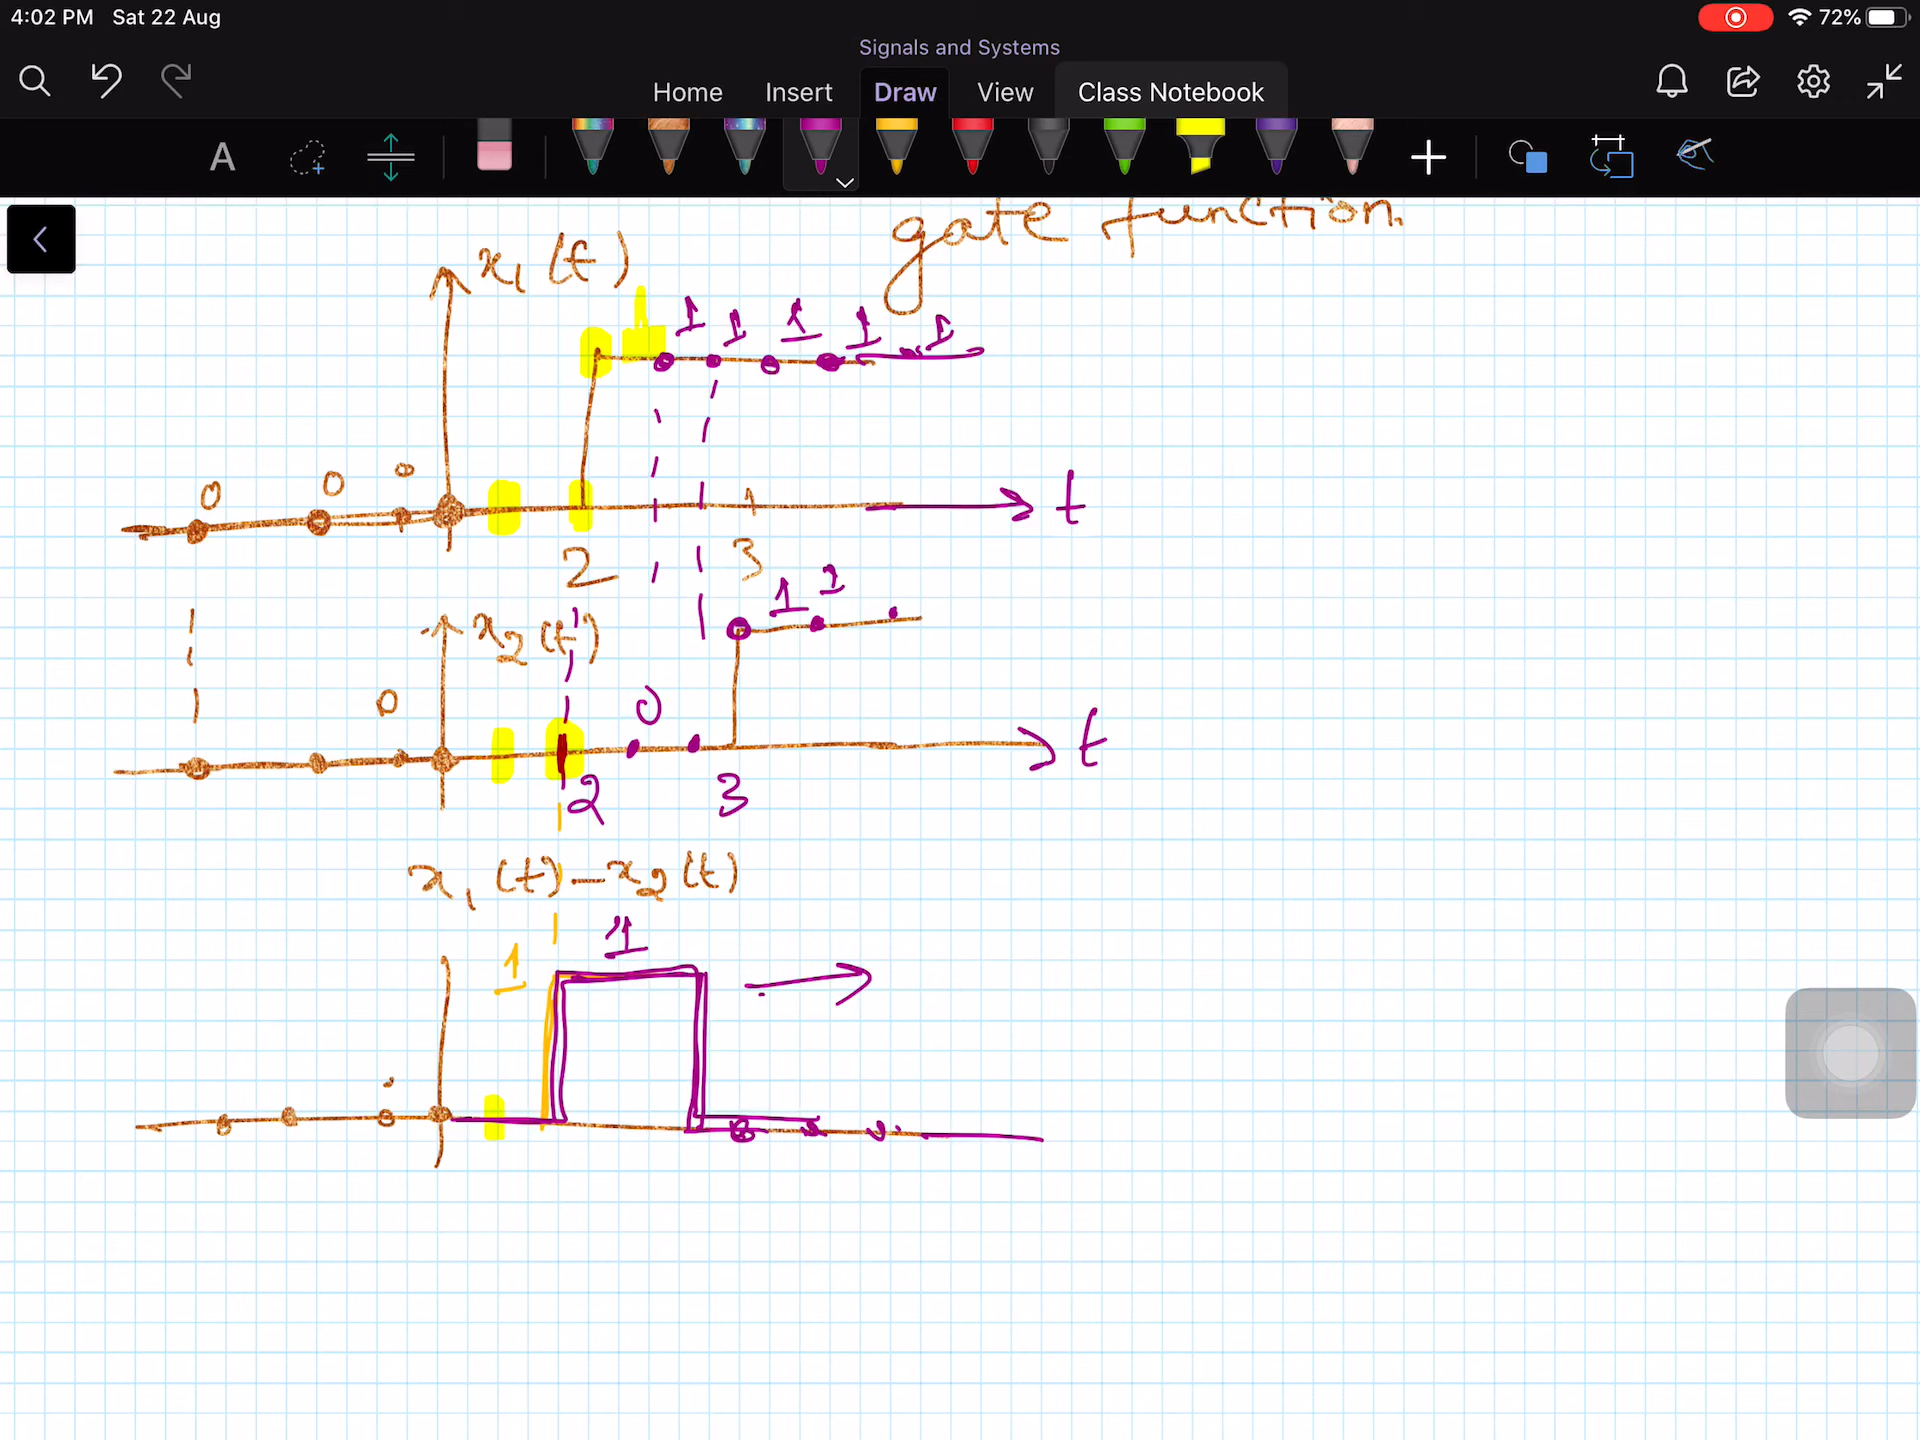 4:02 PM Sat 22 Aug 72%
Signals and Systems
Home Insert Draw View Class Notebook
A
gate function.
x₁(t)
1 1 1 1 1
0 0 0 t
2 3
1 1
x₂(t)
0 0 t
2 3
x₁(t) - x₂(t)
1 1